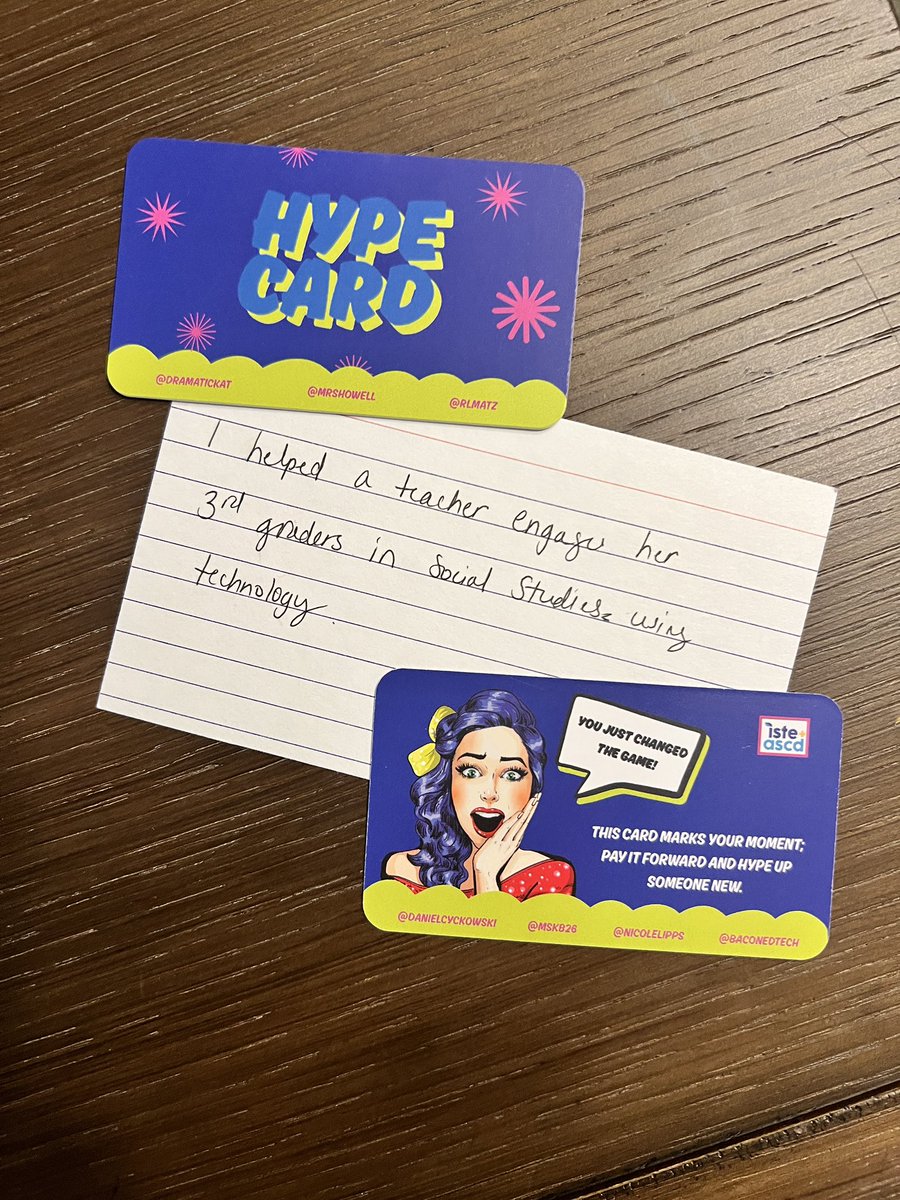 HYPE
CARD
@DRAMATICKAT
@MRSHOWELL
@RLMATZ
I helped a teacher engage her
3rd graders in Social Studies using
technology.
YOU JUST CHANGED
THE GAME!
iste+
ascd
THIS CARD MARKS YOUR MOMENT;
PAY IT FORWARD AND HYPE UP
SOMEONE NEW.
@DANIELCYCKOWSKI
@MSKB26
@NICOLELIPPS
@BACONEDTECH